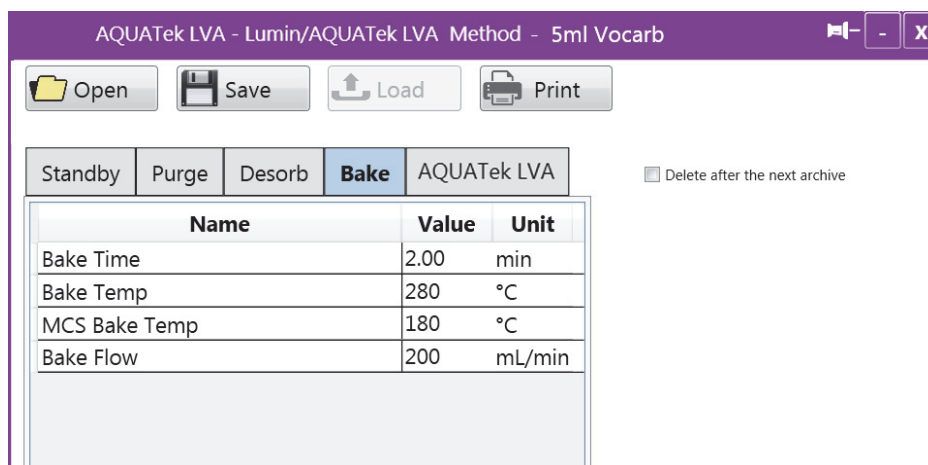 AQUATek LVA - Lumin/AQUATek LVA Method - 5ml Vocarb - X
Open Save Load Print
Standby Purge Desorb Bake AQUATek LVA Delete after the next archive
Name Value Unit
Bake Time 2.00 min
Bake Temp 280 °C
MCS Bake Temp 180 °C
Bake Flow 200 mL/min